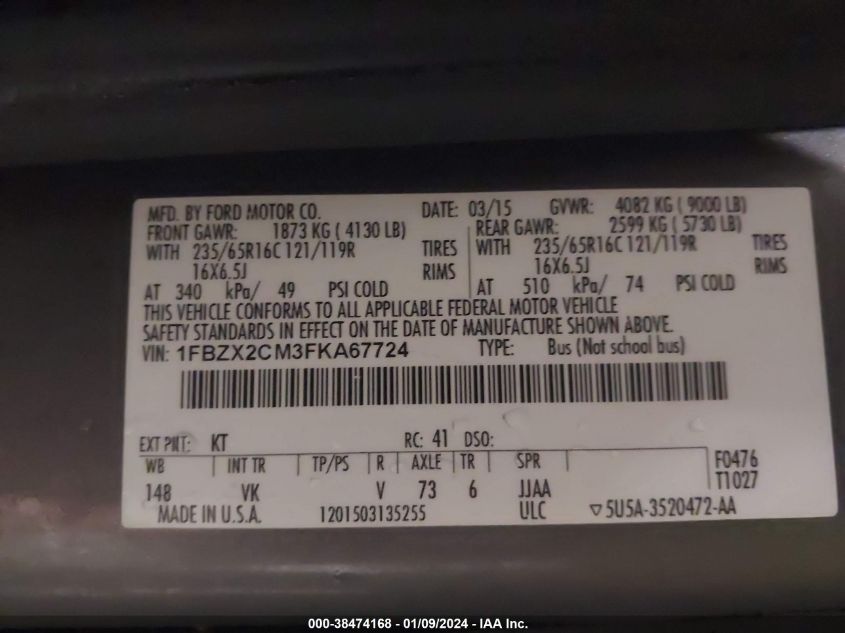 MFD. BY FORD MOTOR CO. DATE: 03/15 GVWR: 4082 KG ( 9000 LB)
FRONT GAWR: 1873 KG ( 4130 LB) REAR GAWR: 2599 KG ( 5730 LB)
WITH 235/65R16C 121/119R TIRES WITH 235/65R16C 121/119R TIRES
16X6.5J RIMS 16X6.5J RIMS
AT 340 kPa/ 49 PSI COLD AT 510 kPa/ 74 PSI COLD
THIS VEHICLE CONFORMS TO ALL APPLICABLE FEDERAL MOTOR VEHICLE
SAFETY STANDARDS IN EFFECT ON THE DATE OF MANUFACTURE SHOWN ABOVE.
VIN: 1FBZX2CM3FKA67724 TYPE: Bus (Not school bus)
EXT PNT: KT RC: 41 DSO:
WB INT TR TP/PS R AXLE TR SPR F0476
148 VK V 73 6 JJAA T1027
MADE IN U.S.A. 1201503135255 ULC ▽5U5A-3520472-AA
000-38474168 - 01/09/2024 - IAA Inc.